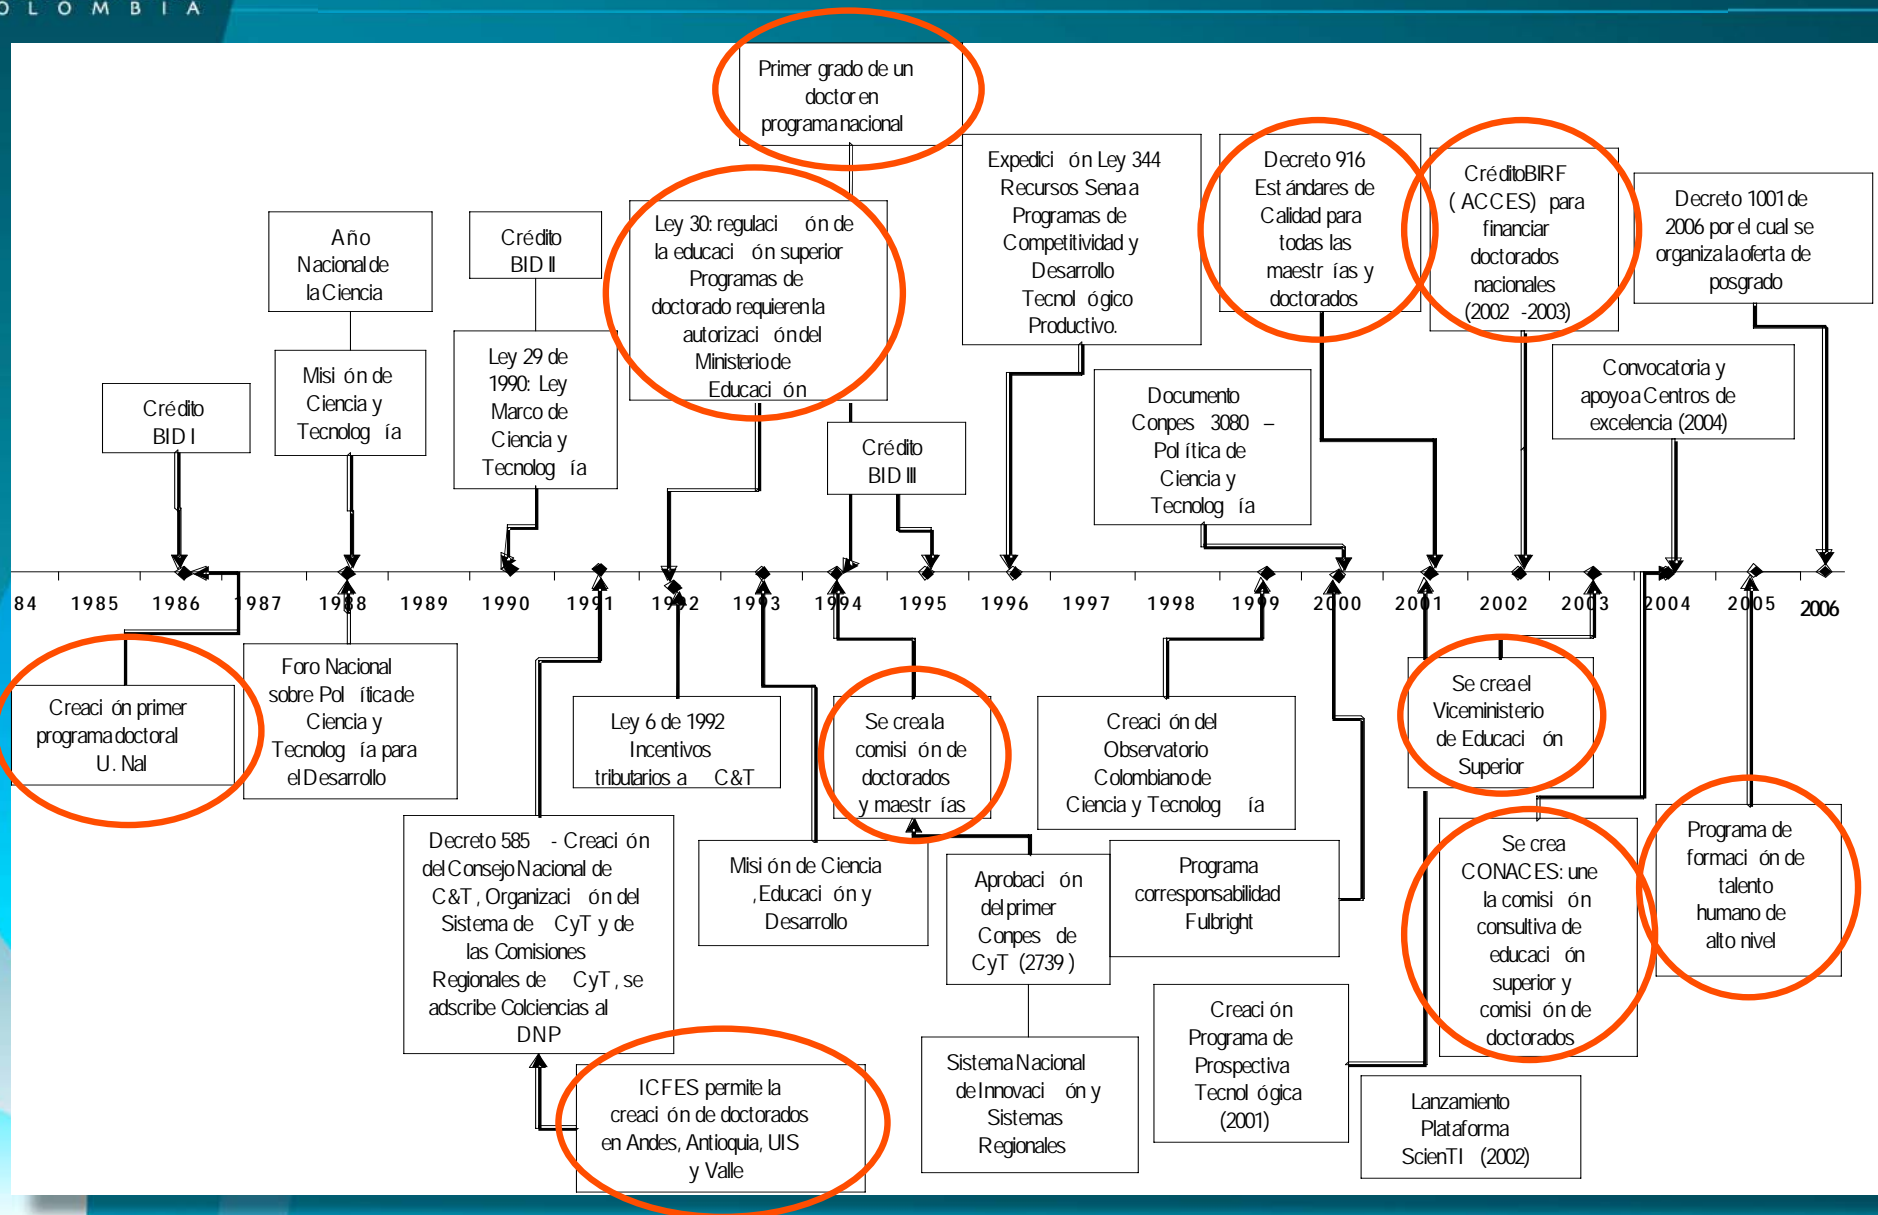 OLOMBIA
Primer grado de un
doctor en
programa nacional
Expedición Ley 344
Recursos Sena a
Programas de
Competitividad y
Desarrollo
Tecnológico
Productivo.
Decreto 916
Estándares de
Calidad para
todas las
maestrías y
doctorados
Crédito BIRF
(ACCES) para
financiar
doctorados
nacionales
(2002 -2003)
Decreto 1001 de
2006 por el cual se
organiza la oferta de
posgrado
Año
Nacional de
la Ciencia
Crédito
BID II
Ley 30: regulación de
la educación superior
Programas de
doctorado requieren la
autorización del
Ministerio de
Educación
Misión de
Ciencia y
Tecnología
Ley 29 de
1990: Ley
Marco de
Ciencia y
Tecnología
Crédito
BID I
Crédito
BID III
Documento
Conpes 3080 –
Política de
Ciencia y
Tecnología
Convocatoria y
apoyo a Centros de
excelencia (2004)
84 1985 1986 1987 1988 1989 1990 1991 1992 1993 1994 1995 1996 1997 1998 1999 2000 2001 2002 2003 2004 2005 2006
Creación primer
programa doctoral
U. Nal
Foro Nacional
sobre Política de
Ciencia y
Tecnología para
el Desarrollo
Ley 6 de 1992
Incentivos
tributarios a C&T
Se crea la
comisión de
doctorados
y maestrías
Creación del
Observatorio
Colombiano de
Ciencia y Tecnología
Se crea el
Viceministerio
de Educación
Superior
Decreto 585 - Creación
del Consejo Nacional de
C&T, Organización del
Sistema de CyT y de
las Comisiones
Regionales de CyT, se
adscribe Colciencias al
DNP
Misión de Ciencia
, Educación y
Desarrollo
Aprobación
del primer
Conpes de
CyT (2739)
Programa
corresponsabilidad
Fulbright
Se crea
CONACES: une
la comisión
consultiva de
educación
superior y
comisión de
doctorados
Programa de
formación de
talento
humano de
alto nivel
ICFES permite la
creación de doctorados
en Andes, Antioquia, UIS
y Valle
Sistema Nacional
de Innovación y
Sistemas
Regionales
Creación
Programa de
Prospectiva
Tecnológica
(2001)
Lanzamiento
Plataforma
ScienTI (2002)